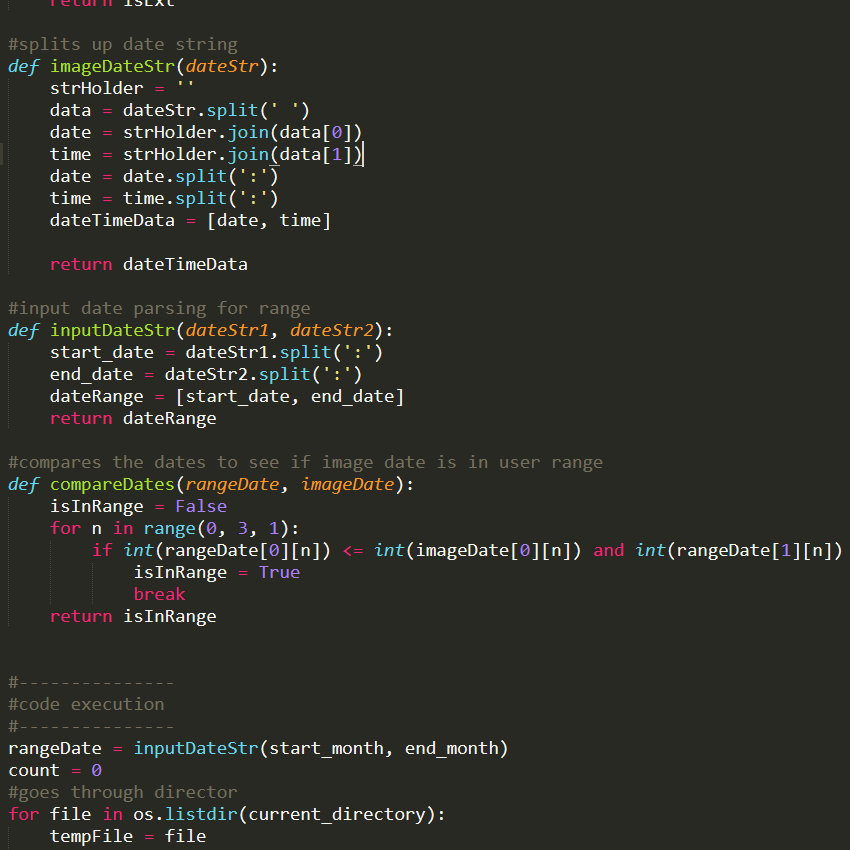 return isExt
#splits up date string
def imageDateStr(dateStr):
    strHolder = ''
    data = dateStr.split(' ')
    date = strHolder.join(data[0])
    time = strHolder.join(data[1])
    date = date.split(':')
    time = time.split(':')
    dateTimeData = [date, time]
    return dateTimeData
#input date parsing for range
def inputDateStr(dateStr1, dateStr2):
    start_date = dateStr1.split(':')
    end_date = dateStr2.split(':')
    dateRange = [start_date, end_date]
    return dateRange
#compares the dates to see if image date is in user range
def compareDates(rangeDate, imageDate):
    isInRange = False
    for n in range(0, 3, 1):
        if int(rangeDate[0][n]) <= int(imageDate[0][n]) and int(rangeDate[1][n])
            isInRange = True
            break
    return isInRange
#---------------
#code execution
#---------------
rangeDate = inputDateStr(start_month, end_month)
count = 0
#goes through director
for file in os.listdir(current_directory):
    tempFile = file